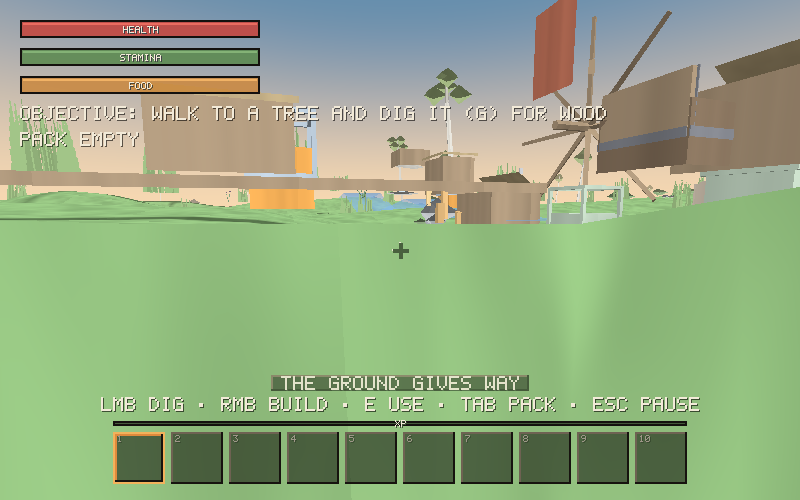 HEALTH
STAMINA
FOOD
OBJECTIVE: WALK TO A TREE AND DIG IT (G) FOR WOOD
PACK EMPTY
THE GROUND GIVES WAY
LMB DIG · RMB BUILD · E USE · TAB PACK · ESC PAUSE
XP
1 2 3 4 5 6 7 8 9 10